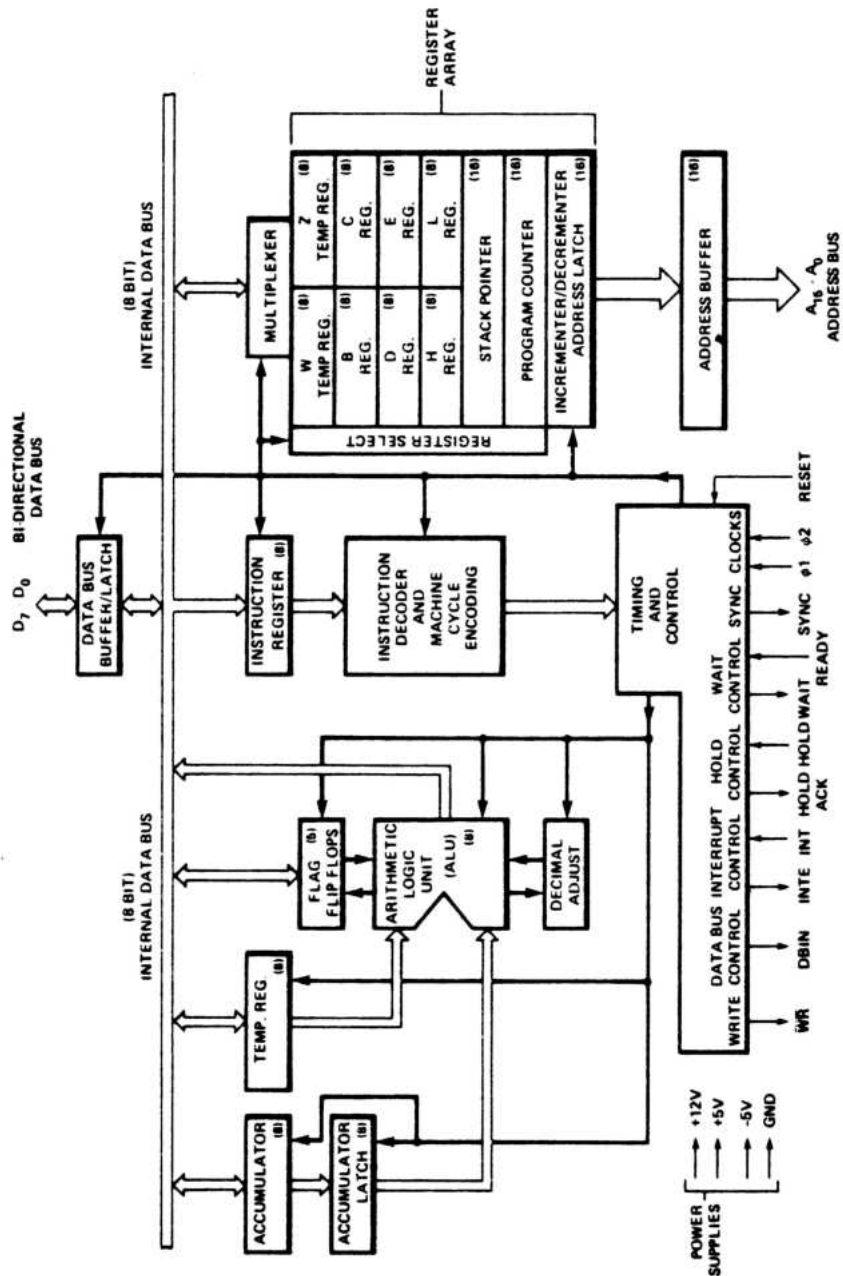 D7 - D0 BI-DIRECTIONAL
DATA BUS
DATA BUS
BUFFER/LATCH
(8 BIT)
INTERNAL DATA BUS
(8 BIT)
INTERNAL DATA BUS
ACCUMULATOR (8)
ACCUMULATOR
LATCH (8)
TEMP. REG. (8)
FLAG (5)
FLIP FLOPS
ARITHMETIC
LOGIC
UNIT
(ALU) (8)
DECIMAL
ADJUST
INSTRUCTION
REGISTER (8)
INSTRUCTION
DECODER
AND
MACHINE
CYCLE
ENCODING
MULTIPLEXER
REGISTER SELECT
W (8)
TEMP REG.
Z (8)
TEMP REG.
B (8)
REG.
C (8)
REG.
D (8)
REG.
E (8)
REG.
H (8)
REG.
L (8)
REG.
STACK POINTER (16)
PROGRAM COUNTER (16)
INCREMENTER/DECREMENTER
ADDRESS LATCH (16)
REGISTER
ARRAY
ADDRESS BUFFER (16)
A15 - A0
ADDRESS BUS
TIMING
AND
CONTROL
WRITE
DATA BUS
CONTROL
INTERRUPT
CONTROL
HOLD
CONTROL
WAIT
CONTROL
SYNC
CLOCKS
WR
DBIN
INTE
INT
HOLD
ACK
HOLD
WAIT
READY
SYNC
φ1
φ2
RESET
POWER
SUPPLIES
+12V
+5V
-5V
GND